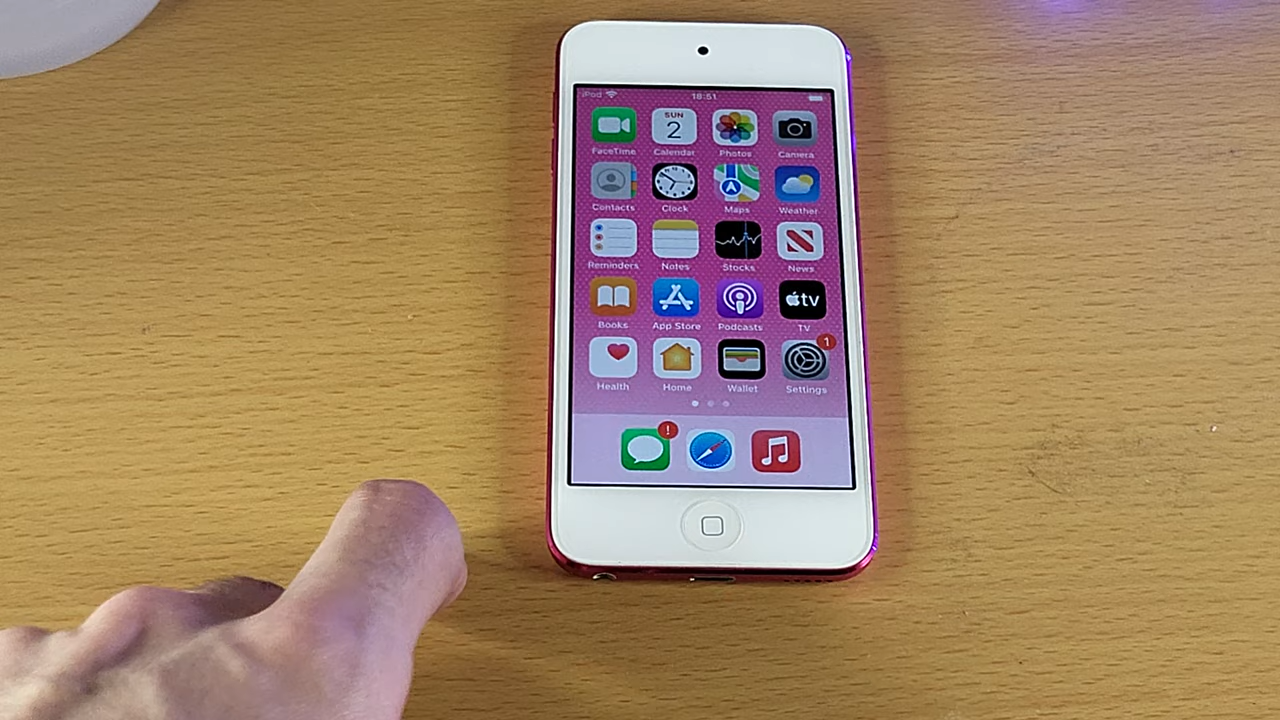 iPod 18:51
SUN
2
FaceTime Calendar Photos Camera
Contacts Clock Maps Weather
Reminders Notes Stocks News
tv
Books App Store Podcasts TV
1
Health Home Wallet Settings
!